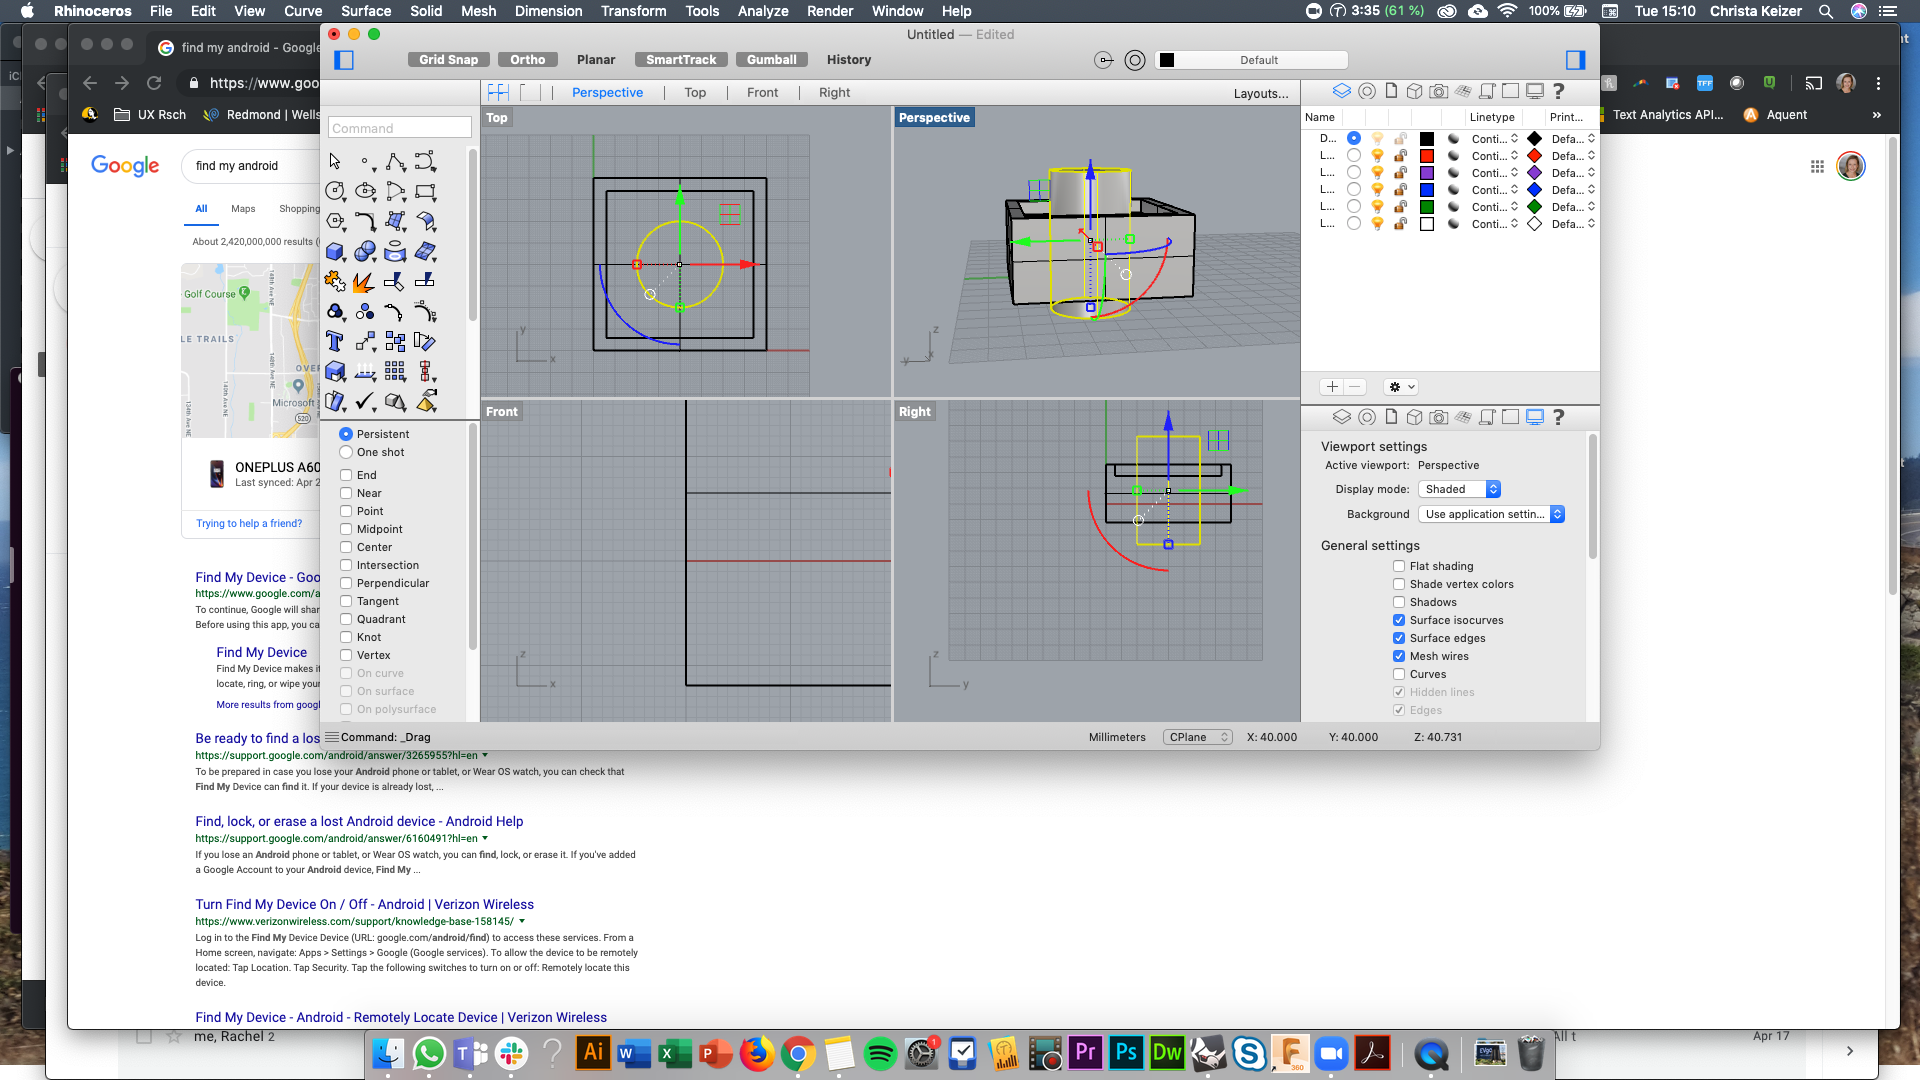 Rhinoceros File Edit View Curve Surface Solid Mesh Dimension Transform Tools Analyze Render Window Help
3:35 (61 %) 100% Tue 15:10 Christa Keizer
find my android - Google
https://www.goo
UX Rsch Redmond | Wells
Text Analytics API... Aquent »
Untitled — Edited
Grid Snap Ortho Planar SmartTrack Gumball History
Default
Perspective | Top | Front | Right
Layouts...
Command
Google
find my android
All Maps Shopping
About 2,420,000,000 results (
Golf Course
LE TRAILS
OVER
Microsoft
520
148th Ave NE
ONEPLUS A60
Last synced: Apr 2
Trying to help a friend?
Find My Device - Goo
https://www.google.com/a
To continue, Google will shar
Before using this app, you ca
Find My Device
Find My Device makes it
locate, ring, or wipe your
More results from googl
Be ready to find a los
https://support.google.com/android/answer/3265955?hl=en
To be prepared in case you lose your Android phone or tablet, or Wear OS watch, you can check that
Find My Device can find it. If your device is already lost, ...
Find, lock, or erase a lost Android device - Android Help
https://support.google.com/android/answer/6160491?hl=en
If you lose an Android phone or tablet, or Wear OS watch, you can find, lock, or erase it. If you've added
a Google Account to your Android device, Find My ...
Turn Find My Device On / Off - Android | Verizon Wireless
https://www.verizonwireless.com/support/knowledge-base-158145/
Log in to the Find My Device Device (URL: google.com/android/find) to access these services. From a
Home screen, navigate: Apps > Settings > Google (Google services). To allow the device to be remotely
located: Tap Location. Tap Security. Tap the following switches to turn on or off: Remotely locate this
device.
Find My Device - Android - Remotely Locate Device | Verizon Wireless
me, Rachel 2
All t
Apr 17
Persistent
One shot
End
Near
Point
Midpoint
Center
Intersection
Perpendicular
Tangent
Quadrant
Knot
Vertex
On curve
On surface
On polysurface
Top
y
x
Perspective
z
y
x
Front
z
x
Right
z
y
Name Linetype Print...
D... Conti... Defa...
L... Conti... Defa...
L... Conti... Defa...
L... Conti... Defa...
L... Conti... Defa...
L... Conti... Defa...
Viewport settings
Active viewport: Perspective
Display mode: Shaded
Background Use application settin...
General settings
Flat shading
Shade vertex colors
Shadows
Surface isocurves
Surface edges
Mesh wires
Curves
Hidden lines
Edges
Command: _Drag
Millimeters CPlane X: 40.000 Y: 40.000 Z: 40.731
Ai W X P 1 Pr Ps Dw S F 360